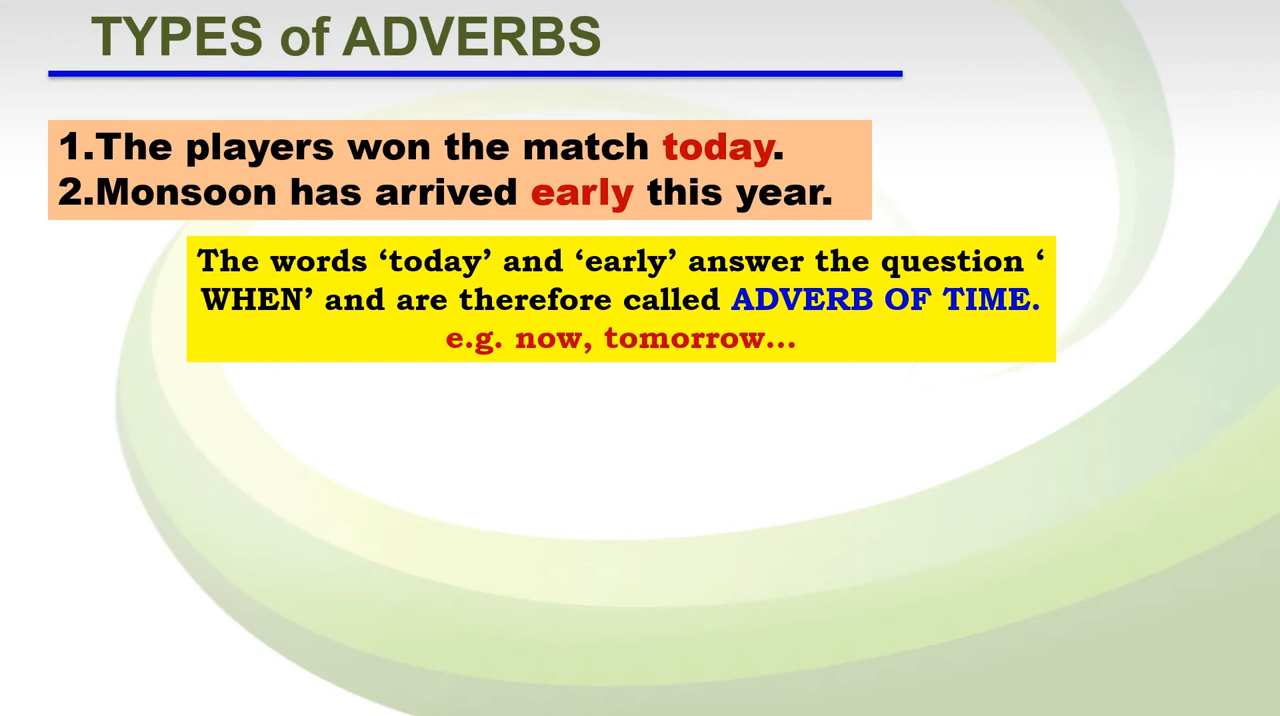 TYPES of ADVERBS
1.The players won the match today.
2.Monsoon has arrived early this year.
The words ‘today’ and ‘early’ answer the question ‘
WHEN’ and are therefore called ADVERB OF TIME.
e.g. now, tomorrow...